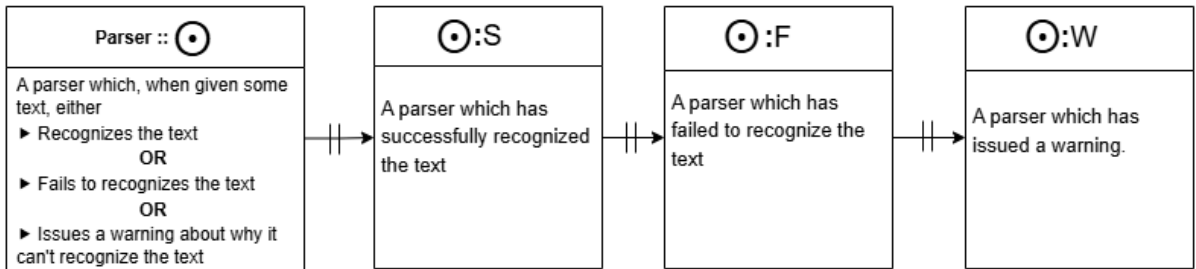 Parser :: ⊙
A parser which, when given some
text, either
▶ Recognizes the text
OR
▶ Fails to recognizes the text
OR
▶ Issues a warning about why it
can't recognize the text
⊙:S
A parser which has
successfully recognized
the text
⊙:F
A parser which has
failed to recognize the
text
⊙:W
A parser which has
issued a warning.